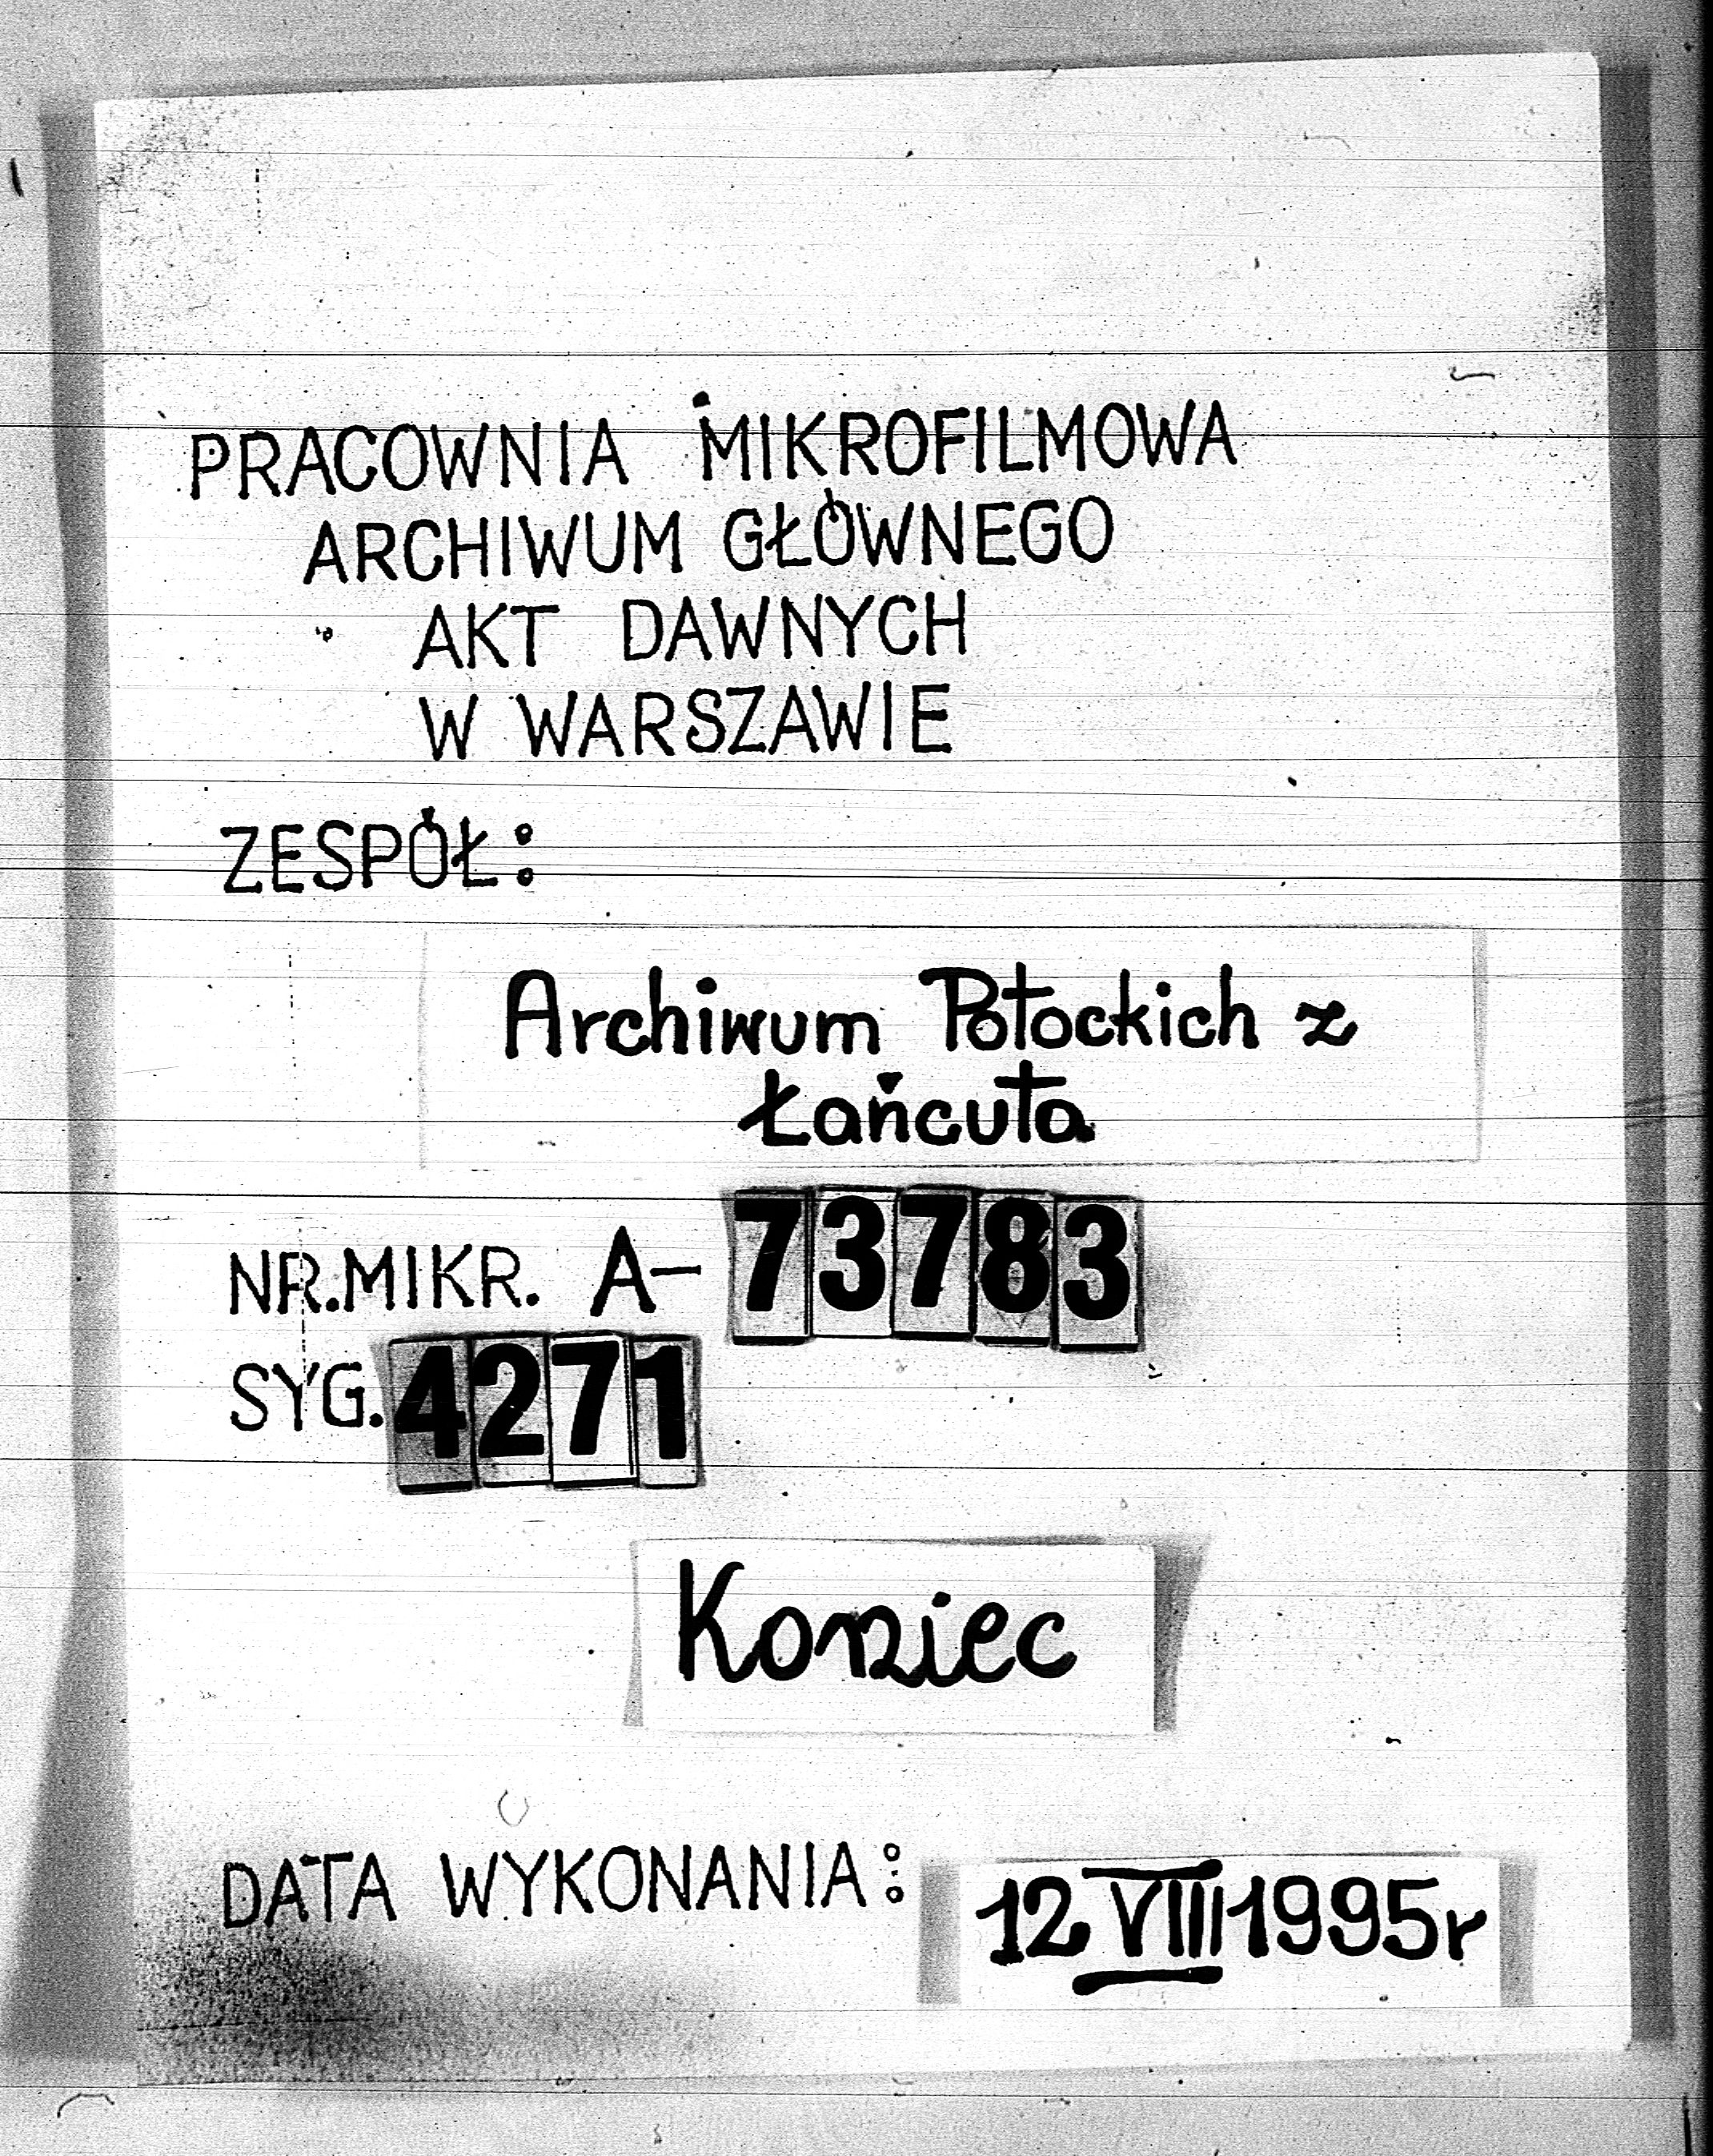 PRACOWNIA MIKROFILMOWA
ARCHIWUM GŁÓWNEGO
AKT DAWNYCH
W WARSZAWIE
ZESPÓŁ:
Archiwum Potockich z
Łańcuta
NR.MIKR. A- 73783
SYG. 4271
Koniec
DATA WYKONANIA: 12 VIII 1995r